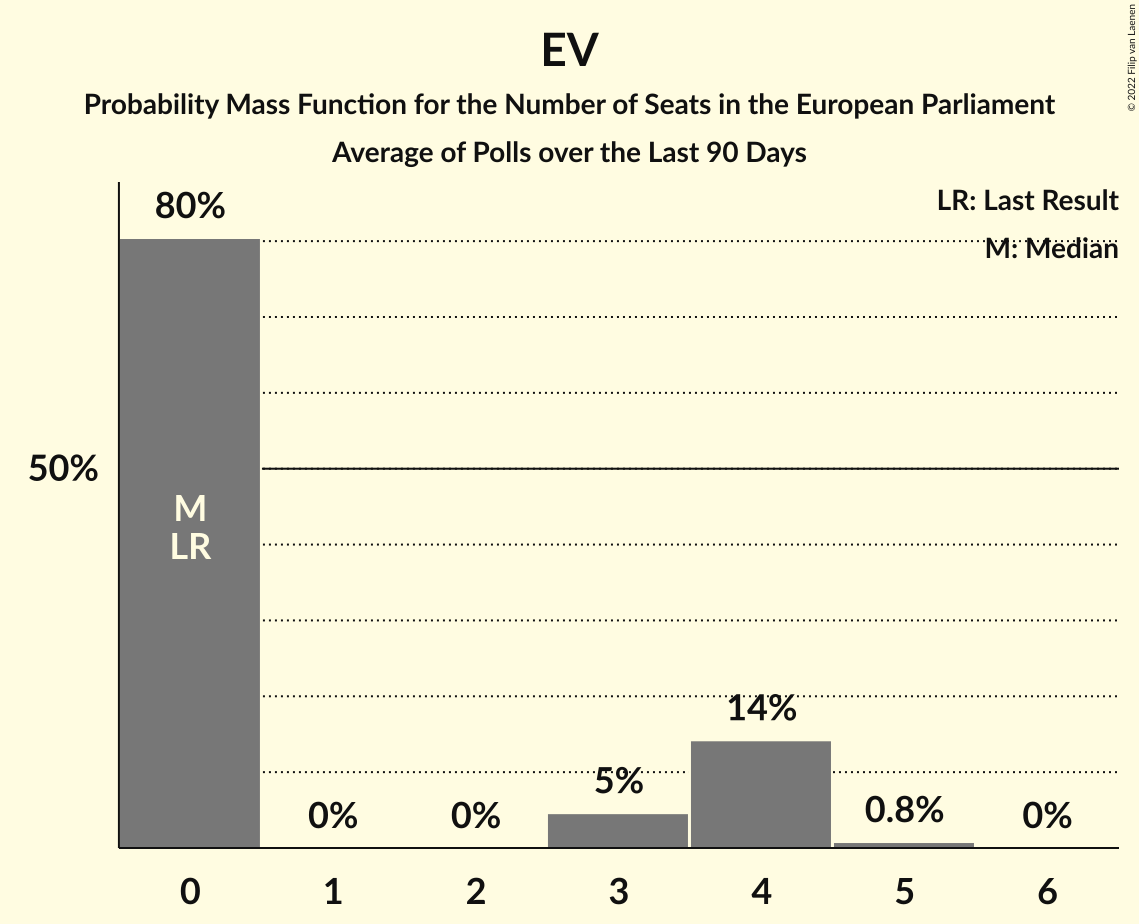 EV
Probability Mass Function for the Number of Seats in the European Parliament
Average of Polls over the Last 90 Days
© 2022 Filip van Laenen
LR: Last Result
M: Median
80%
50%
M
LR
14%
5%
0%
0%
0.8%
0%
0 1 2 3 4 5 6